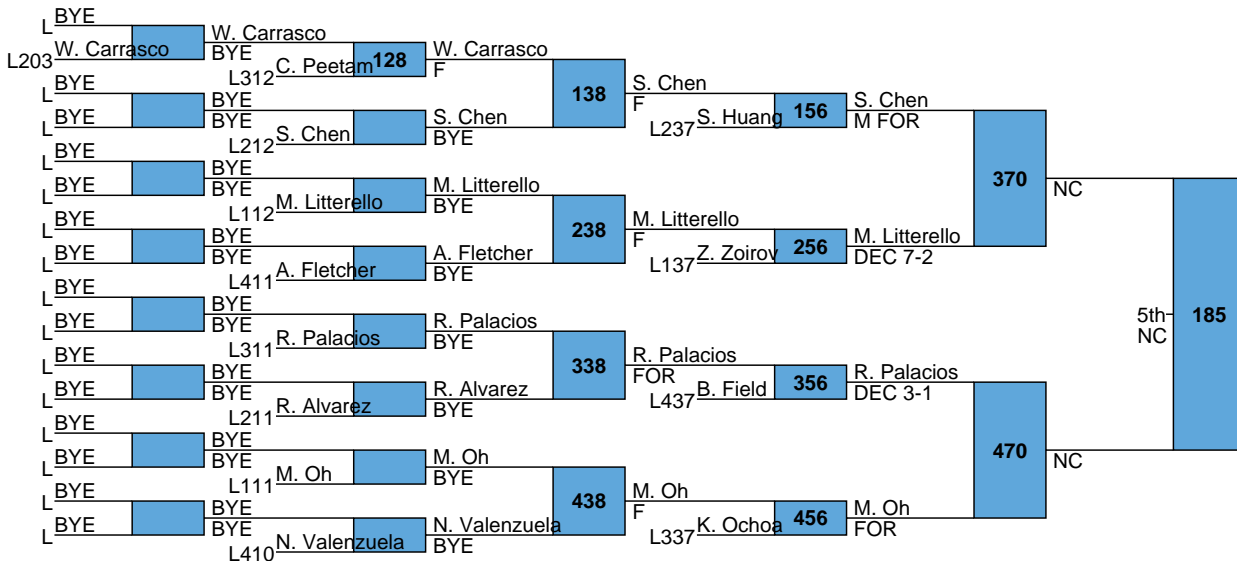 BYE
L
W. Carrasco
L203
W. Carrasco
BYE
128
W. Carrasco
F
L312
C. Peetam
138
S. Chen
F
BYE
L
BYE
L
BYE
BYE
L212
S. Chen
S. Chen
BYE
L237
S. Huang
156
S. Chen
M FOR
BYE
L
BYE
L
BYE
BYE
L112
M. Litterello
M. Litterello
BYE
370
NC
238
M. Litterello
F
BYE
L
BYE
L
BYE
BYE
L411
A. Fletcher
A. Fletcher
BYE
L137
Z. Zoirov
256
M. Litterello
DEC 7-2
BYE
L
BYE
L
BYE
BYE
L311
R. Palacios
R. Palacios
BYE
5th
NC
185
338
R. Palacios
FOR
BYE
L
BYE
L
BYE
BYE
L211
R. Alvarez
R. Alvarez
BYE
L437
B. Field
356
R. Palacios
DEC 3-1
BYE
L
BYE
L
BYE
BYE
L111
M. Oh
M. Oh
BYE
470
NC
438
M. Oh
F
BYE
L
BYE
L
BYE
BYE
L410
N. Valenzuela
N. Valenzuela
BYE
L337
K. Ochoa
456
M. Oh
FOR